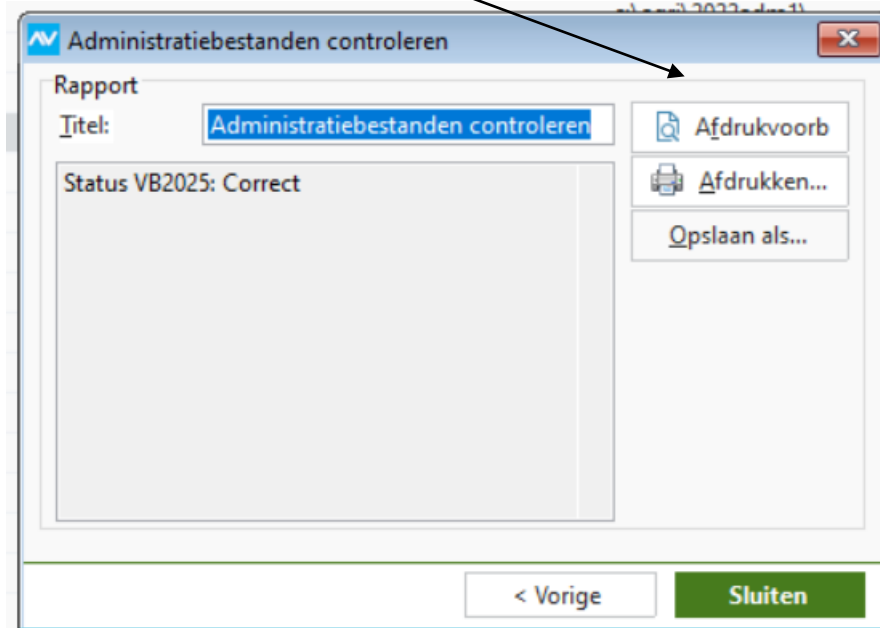 Administratiebestanden controleren
Rapport
Titel:
Administratiebestanden controleren
Afdrukvoorb
Status VB2025: Correct
Afdrukken...
Opslaan als...
< Vorige
Sluiten